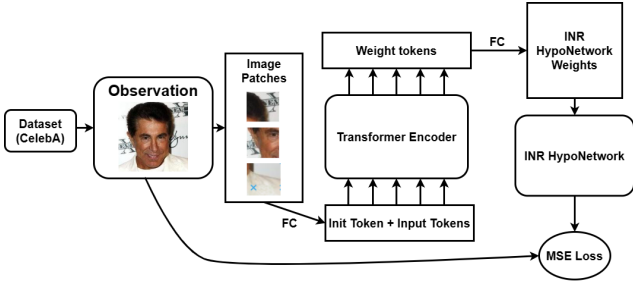 Dataset
(CelebA)
Observation
Image
Patches
FC
Init Token + Input Tokens
Transformer Encoder
Weight tokens
FC
INR
HypoNetwork
Weights
INR HypoNetwork
MSE Loss